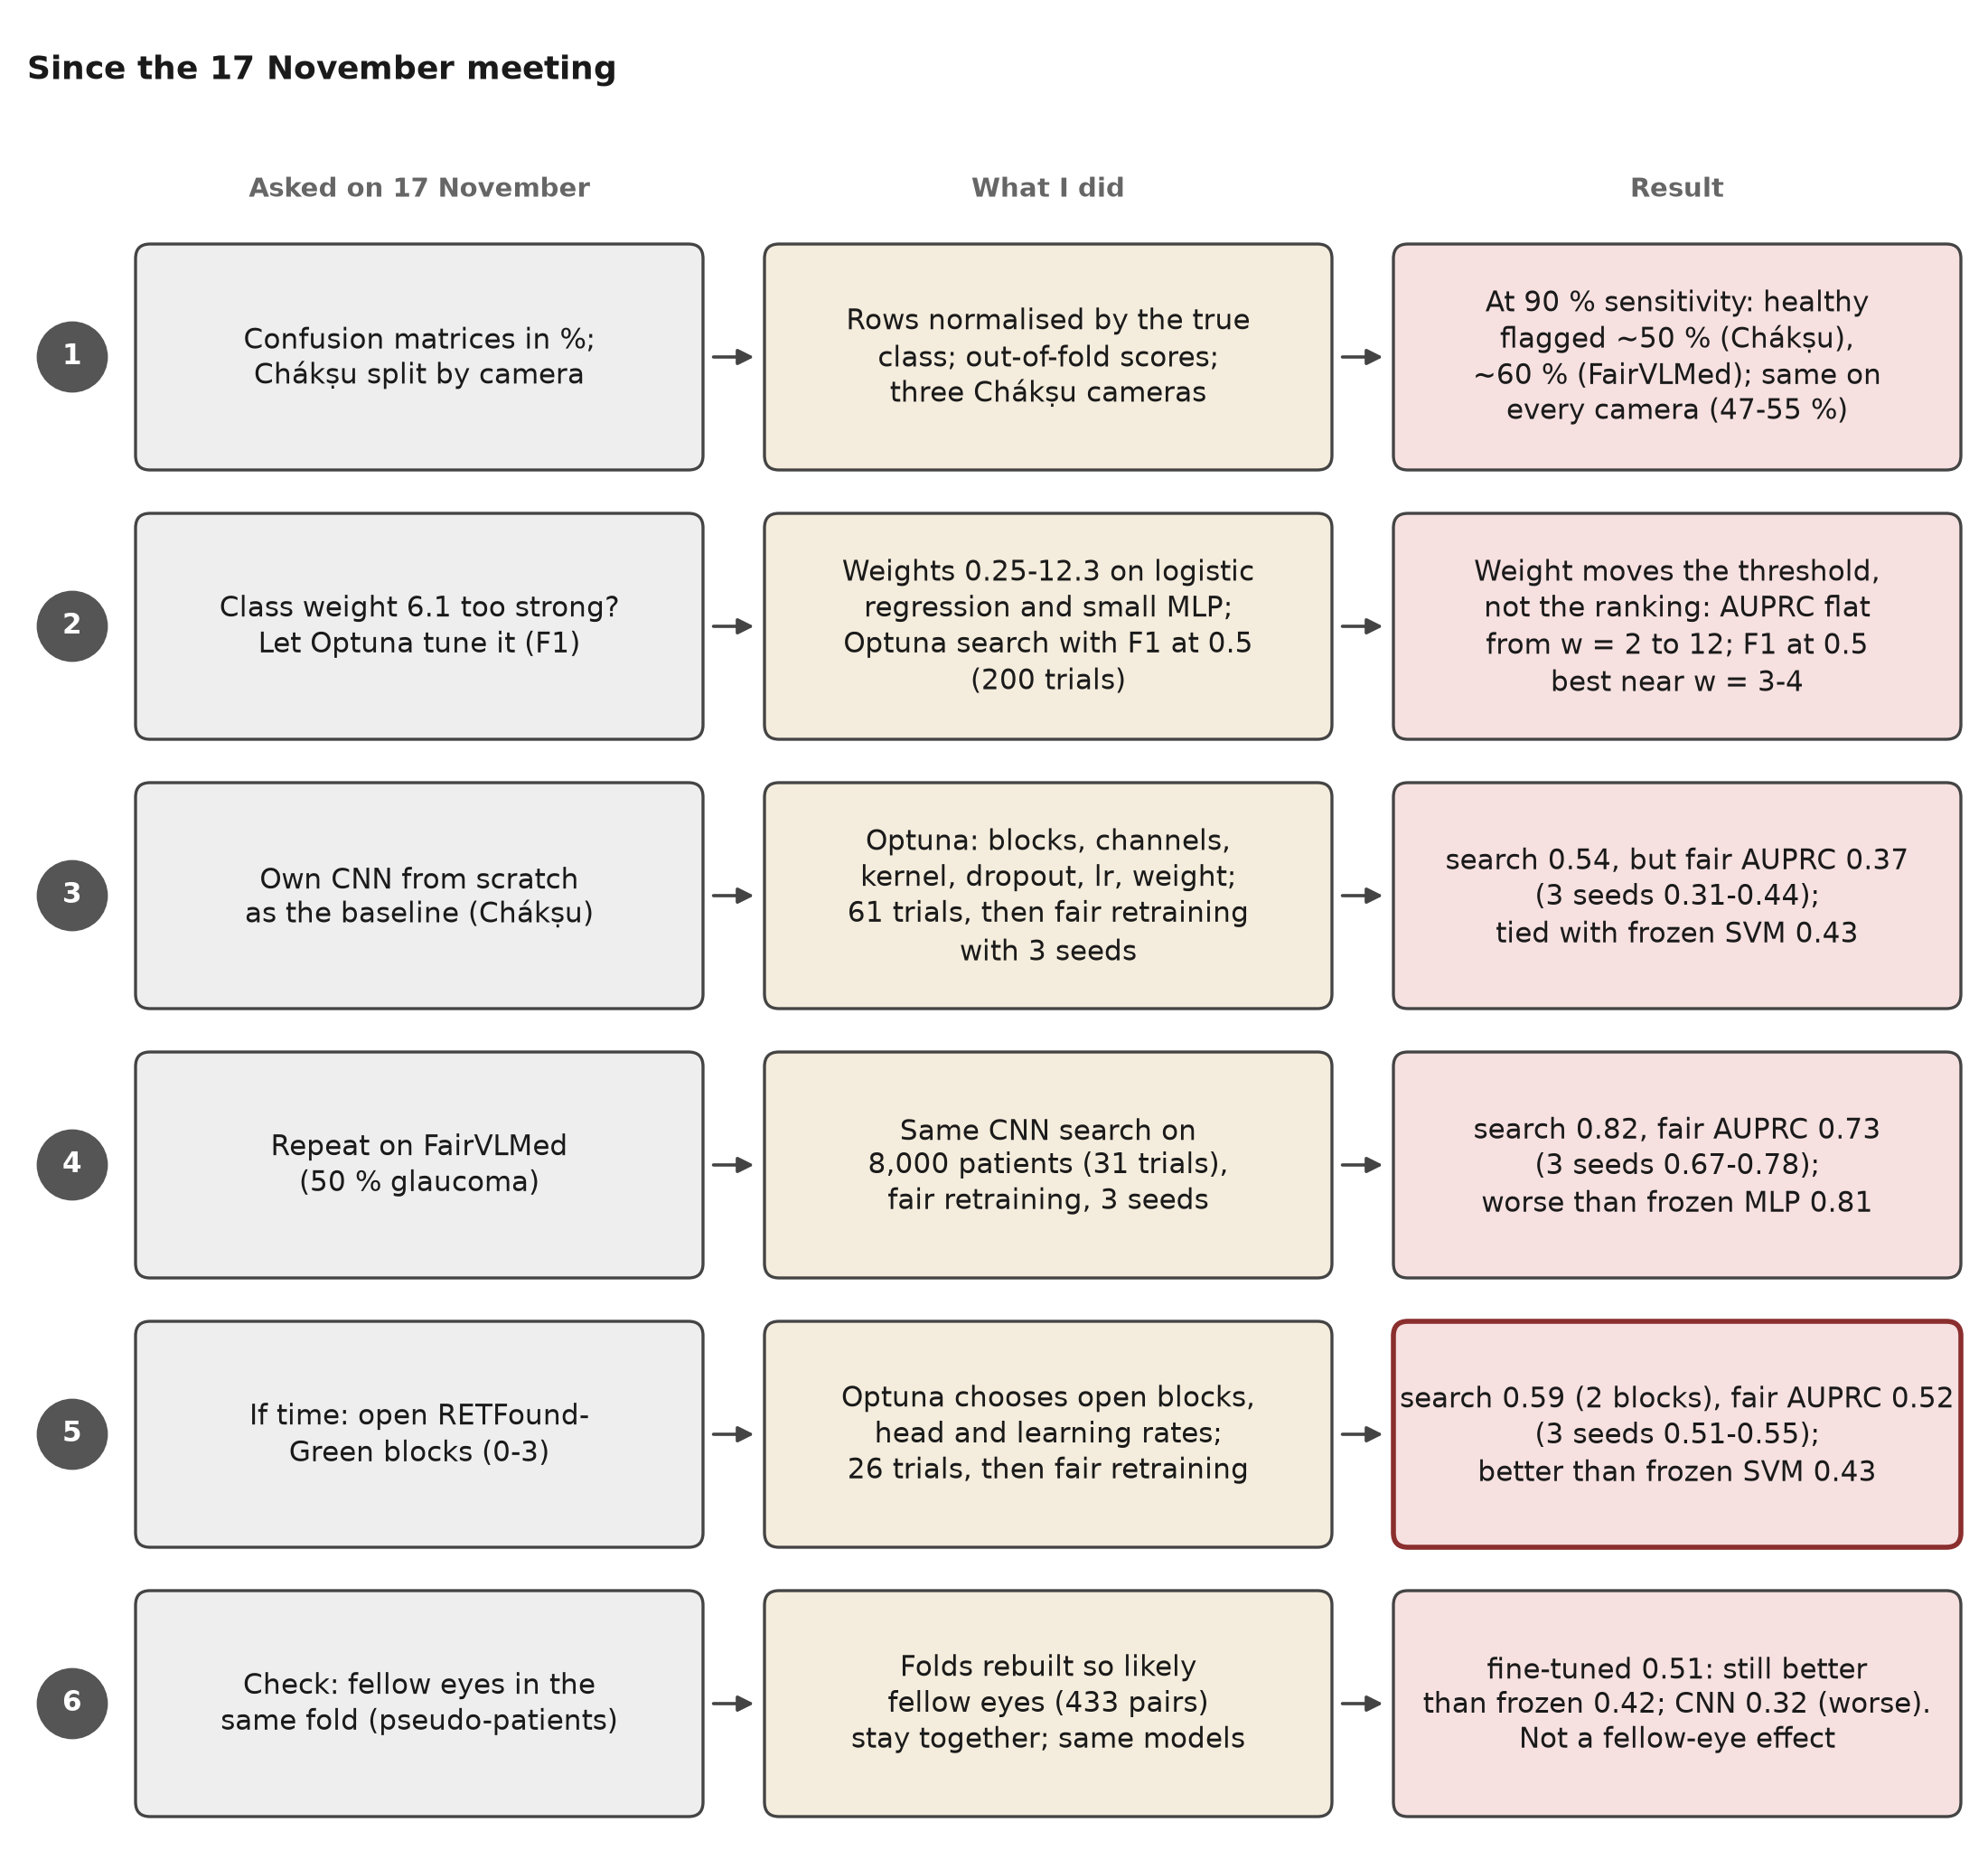 Since the 17 November meeting
Asked on 17 November
What I did
Result
1
Confusion matrices in %;
Chákṣu split by camera
Rows normalised by the true
class; out-of-fold scores;
three Chákṣu cameras
At 90 % sensitivity: healthy
flagged ~50 % (Chákṣu),
~60 % (FairVLMed); same on
every camera (47-55 %)
2
Class weight 6.1 too strong?
Let Optuna tune it (F1)
Weights 0.25-12.3 on logistic
regression and small MLP;
Optuna search with F1 at 0.5
(200 trials)
Weight moves the threshold,
not the ranking: AUPRC flat
from w = 2 to 12; F1 at 0.5
best near w = 3-4
3
Own CNN from scratch
as the baseline (Chákṣu)
Optuna: blocks, channels,
kernel, dropout, lr, weight;
61 trials, then fair retraining
with 3 seeds
search 0.54, but fair AUPRC 0.37
(3 seeds 0.31-0.44);
tied with frozen SVM 0.43
4
Repeat on FairVLMed
(50 % glaucoma)
Same CNN search on
8,000 patients (31 trials),
fair retraining, 3 seeds
search 0.82, fair AUPRC 0.73
(3 seeds 0.67-0.78);
worse than frozen MLP 0.81
5
If time: open RETFound-
Green blocks (0-3)
Optuna chooses open blocks,
head and learning rates;
26 trials, then fair retraining
search 0.59 (2 blocks), fair AUPRC 0.52
(3 seeds 0.51-0.55);
better than frozen SVM 0.43
6
Check: fellow eyes in the
same fold (pseudo-patients)
Folds rebuilt so likely
fellow eyes (433 pairs)
stay together; same models
fine-tuned 0.51: still better
than frozen 0.42; CNN 0.32 (worse).
Not a fellow-eye effect